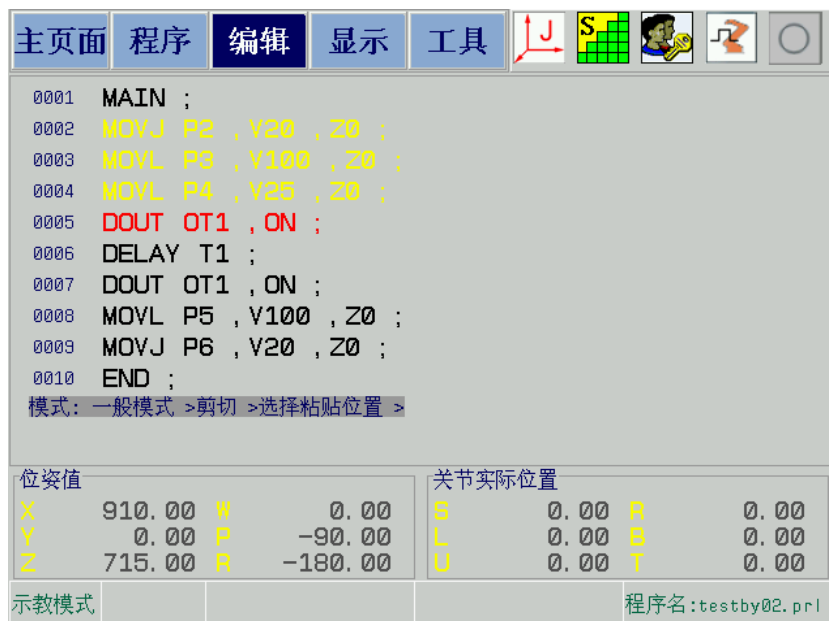 主页面 程序 编辑 显示 工具 J S
0001 MAIN ;
0002 MOVJ P2 ,V20 ,Z0 ;
0003 MOVL P3 ,V100 ,Z0 ;
0004 MOVL P4 ,V25 ,Z0 ;
0005 DOUT OT1 ,ON ;
0006 DELAY T1 ;
0007 DOUT OT1 ,ON ;
0008 MOVL P5 ,V100 ,Z0 ;
0009 MOVJ P6 ,V20 ,Z0 ;
0010 END ;
模式: 一般模式 >剪切 >选择粘贴位置 >
位姿值 关节实际位置
X 910.00 W 0.00 S 0.00 R 0.00
Y 0.00 P -90.00 L 0.00 B 0.00
Z 715.00 R -180.00 U 0.00 T 0.00
示教模式 程序名:testby02.prl